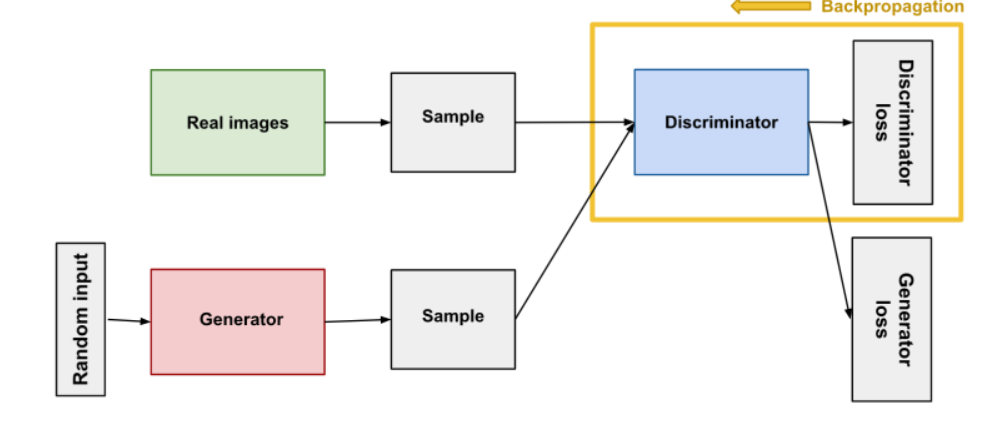 Backpropagation
Real images
Sample
Discriminator
Discriminator
loss
Random input
Generator
Sample
Generator
loss